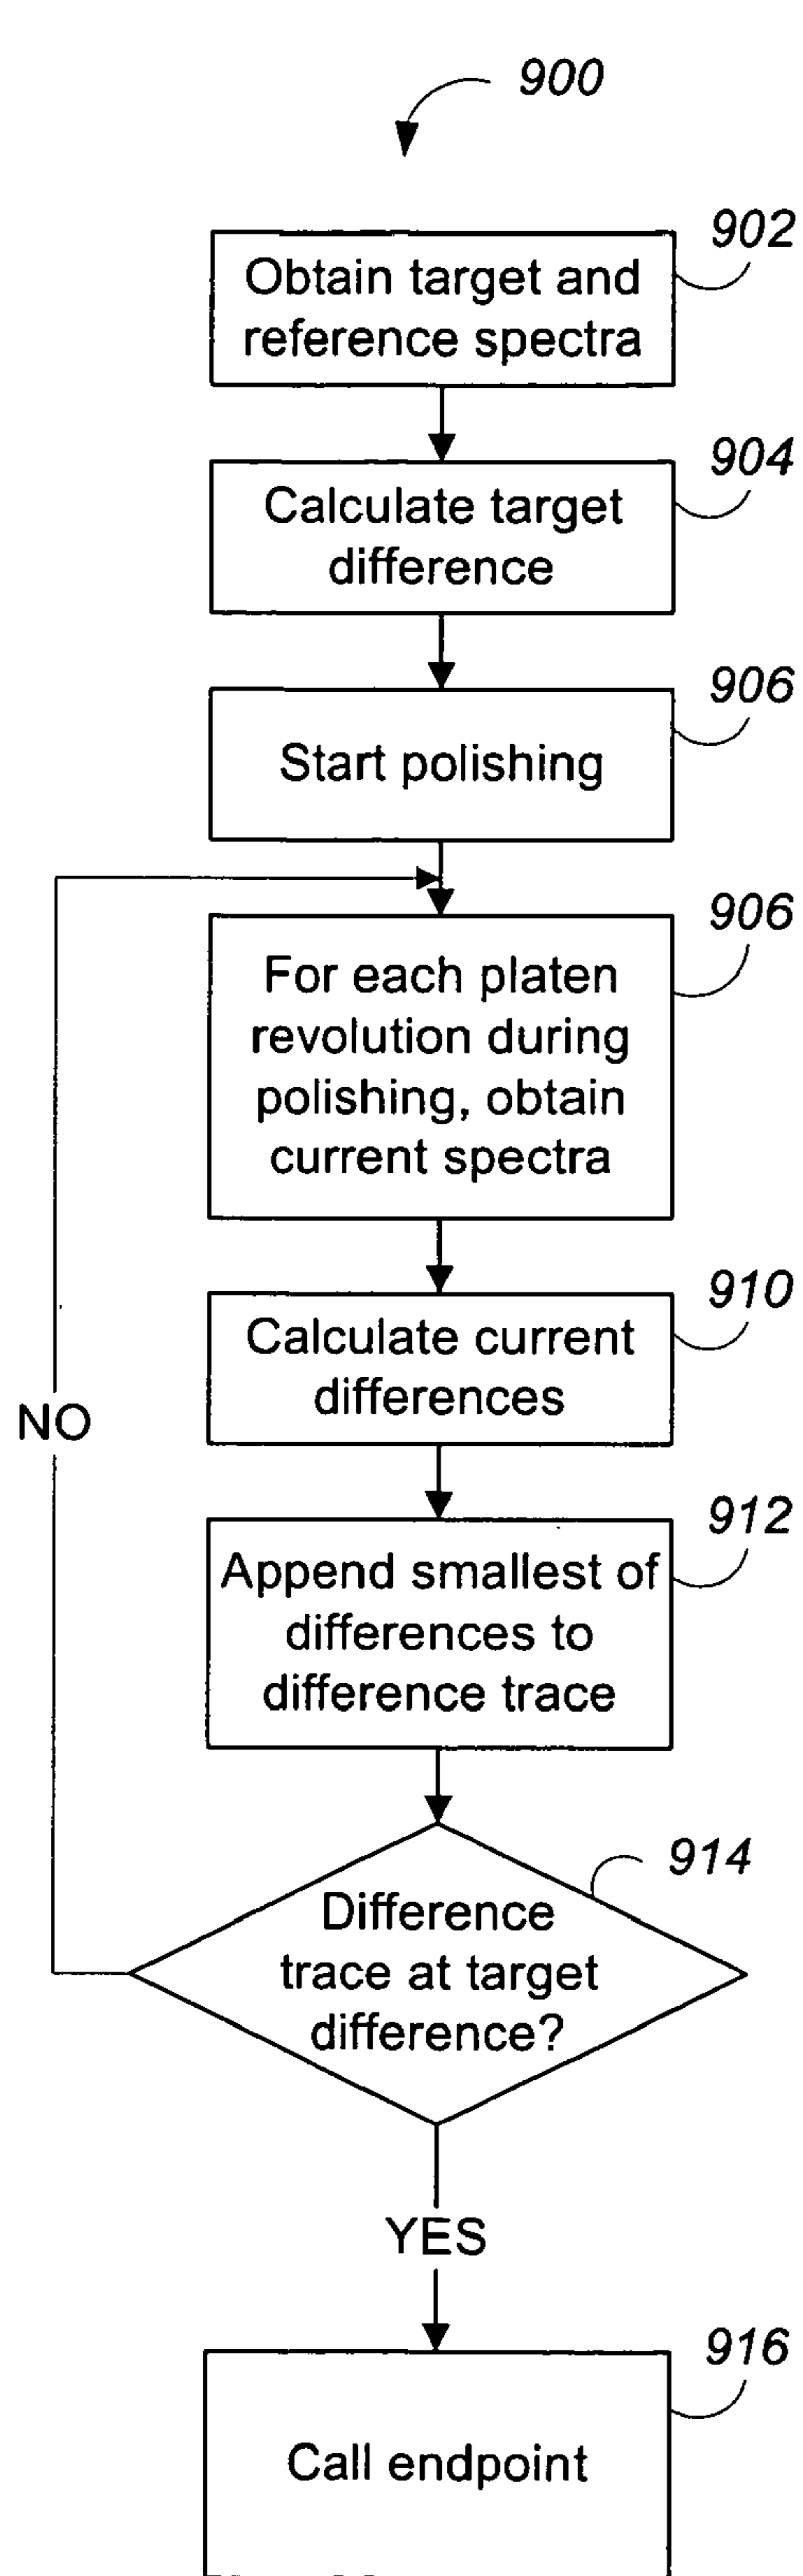 900
902
Obtain target and
reference spectra
904
Calculate target
difference
906
Start polishing
906
For each platen
revolution during
polishing, obtain
current spectra
910
Calculate current
differences
NO
912
Append smallest of
differences to
difference trace
914
Difference
trace at target
difference?
YES
916
Call endpoint